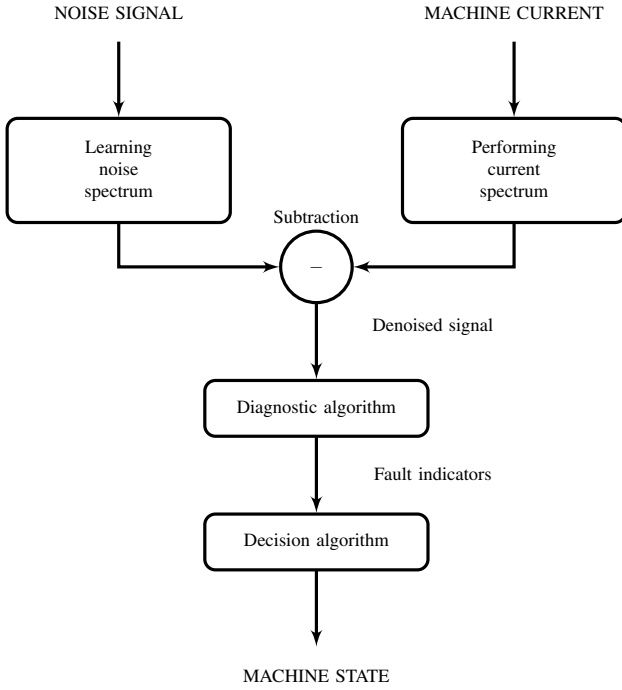 NOISE SIGNAL
MACHINE CURRENT
Learning
noise
spectrum
Performing
current
spectrum
Subtraction
−
Denoised signal
Diagnostic algorithm
Fault indicators
Decision algorithm
MACHINE STATE